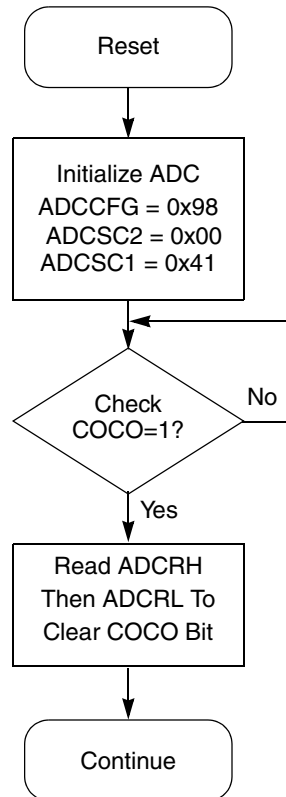 Reset
Initialize ADC
ADCCFG = 0x98
ADCSC2 = 0x00
ADCSC1 = 0x41
Check
COCO=1?
No
Yes
Read ADCRH
Then ADCRL To
Clear COCO Bit
Continue